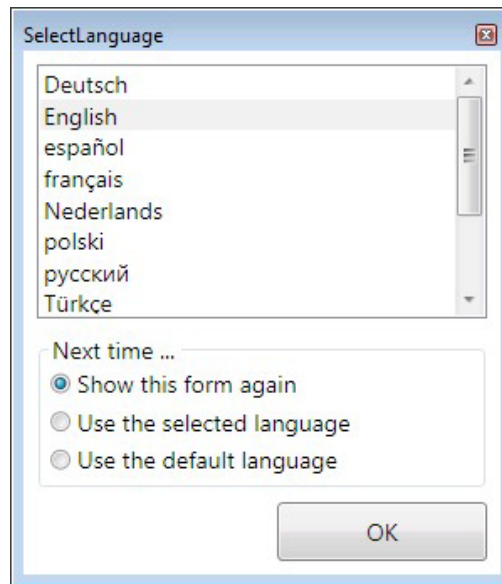 SelectLanguage
Deutsch
English
español
français
Nederlands
polski
русский
Türkçe
Next time ...
Show this form again
Use the selected language
Use the default language
OK